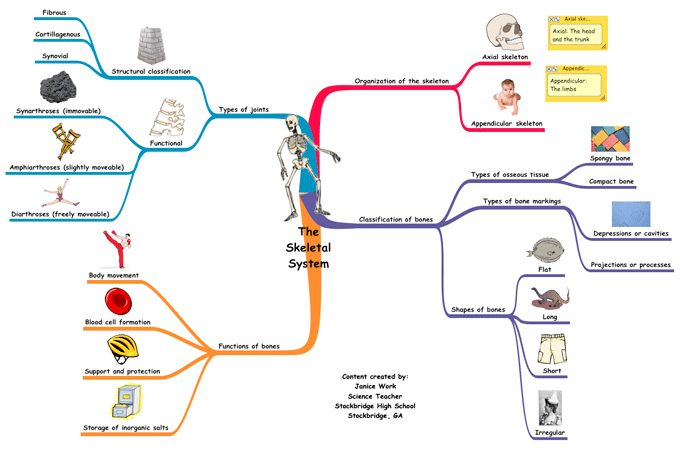 Fibrous
Cartillagenous
Synovial
Structural classification
Synarthroses (immovable)
Functional
Amphiarthroses (slightly moveable)
Diarthroses (freely moveable)
Types of joints
Organization of the skeleton
Axial skeleton
Axial ske...
Axial: The head
and the trunk
Appendic...
Appendicular:
The limbs
Appendicular skeleton
The
Skeletal
System
Classification of bones
Types of osseous tissue
Spongy bone
Compact bone
Types of bone markings
Depressions or cavities
Projections or processes
Shapes of bones
Flat
Long
Short
Irregular
Body movement
Blood cell formation
Support and protection
Storage of inorganic salts
Functions of bones
Content created by:
Janice Work
Science Teacher
Stockbridge High School
Stockbridge, GA